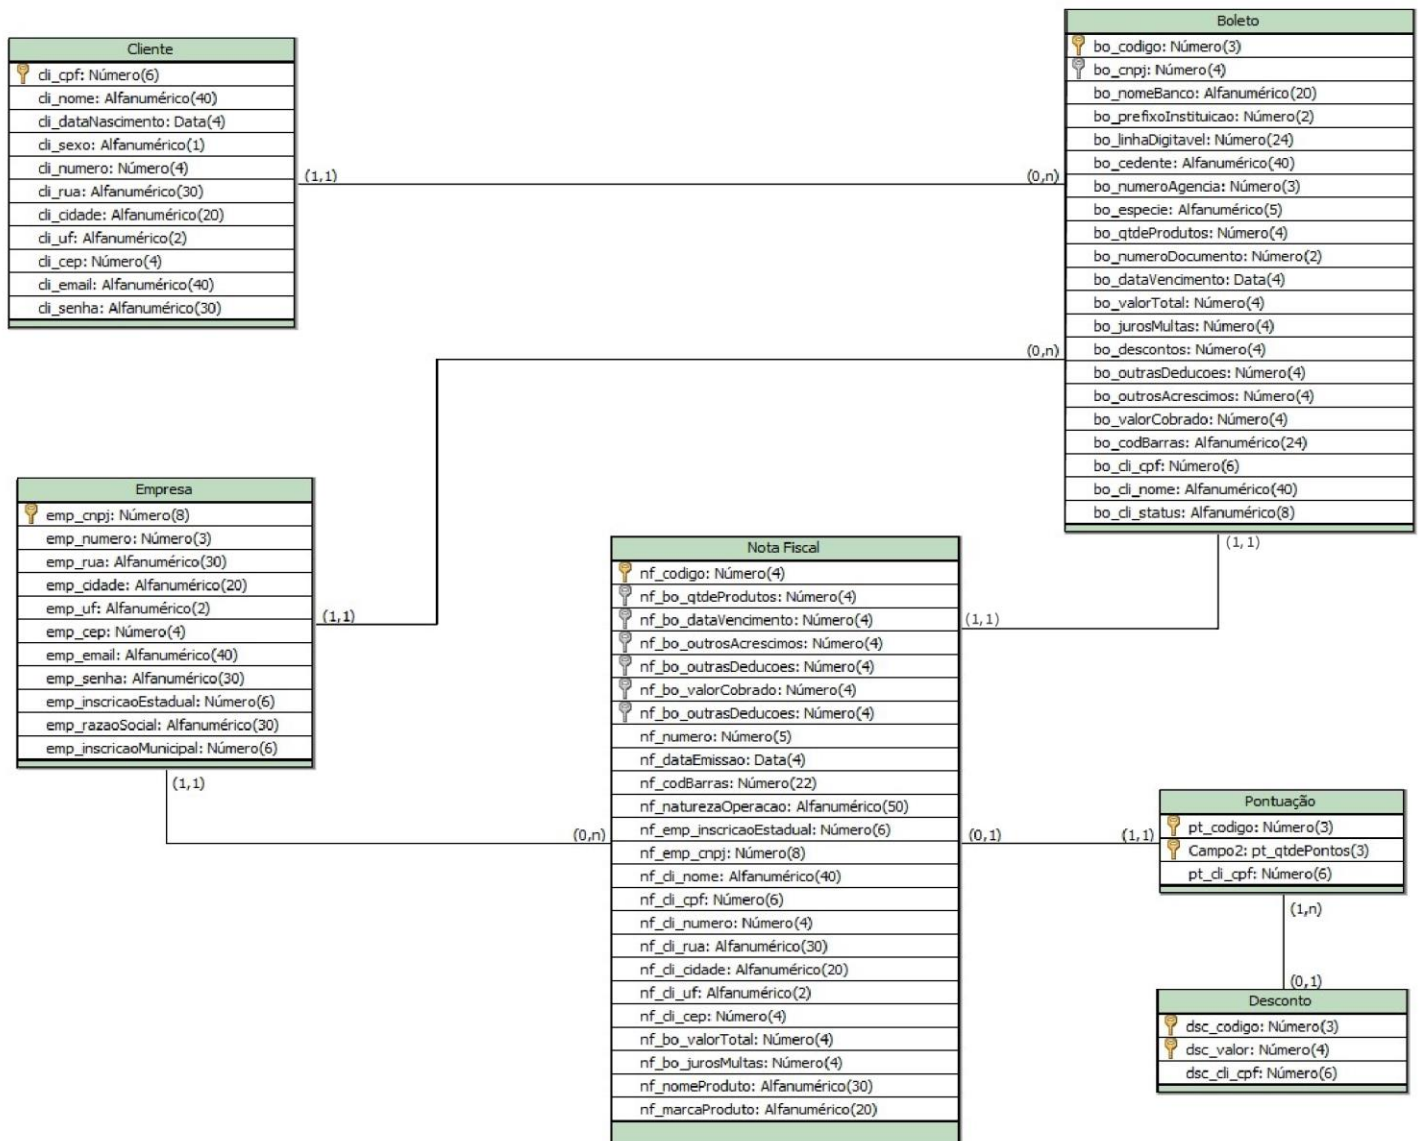 Cliente
cli_cpf: Número(6)
cli_nome: Alfanumérico(40)
cli_dataNascimento: Data(4)
cli_sexo: Alfanumérico(1)
cli_numero: Número(4)
cli_rua: Alfanumérico(30)
cli_cidade: Alfanumérico(20)
cli_uf: Alfanumérico(2)
cli_cep: Número(4)
cli_email: Alfanumérico(40)
cli_senha: Alfanumérico(30)
(1,1)
(0,n)
Boleto
bo_codigo: Número(3)
bo_cnpj: Número(4)
bo_nomeBanco: Alfanumérico(20)
bo_prefixoInstituicao: Número(2)
bo_linhaDigitavel: Número(24)
bo_cedente: Alfanumérico(40)
bo_numeroAgencia: Número(3)
bo_especie: Alfanumérico(5)
bo_qtdeProdutos: Número(4)
bo_numeroDocumento: Número(2)
bo_dataVencimento: Data(4)
bo_valorTotal: Número(4)
bo_jurosMultas: Número(4)
bo_descontos: Número(4)
bo_outrasDeducoes: Número(4)
bo_outrosAcrescimos: Número(4)
bo_valorCobrado: Número(4)
bo_codBarras: Alfanumérico(24)
bo_cli_cpf: Número(6)
bo_cli_nome: Alfanumérico(40)
bo_cli_status: Alfanumérico(8)
(0,n)
(1,1)
Empresa
emp_cnpj: Número(8)
emp_numero: Número(3)
emp_rua: Alfanumérico(30)
emp_cidade: Alfanumérico(20)
emp_uf: Alfanumérico(2)
emp_cep: Número(4)
emp_email: Alfanumérico(40)
emp_senha: Alfanumérico(30)
emp_inscricaoEstadual: Número(6)
emp_razaoSocial: Alfanumérico(30)
emp_inscricaoMunicipal: Número(6)
(1,1)
(1,1)
(0,n)
Nota Fiscal
nf_codigo: Número(4)
nf_bo_qtdeProdutos: Número(4)
nf_bo_dataVencimento: Número(4)
nf_bo_outrosAcrescimos: Número(4)
nf_bo_outrasDeducoes: Número(4)
nf_bo_valorCobrado: Número(4)
nf_bo_outrasDeducoes: Número(4)
nf_numero: Número(5)
nf_dataEmissao: Data(4)
nf_codBarras: Número(22)
nf_naturezaOperacao: Alfanumérico(50)
nf_emp_inscricaoEstadual: Número(6)
nf_emp_cnpj: Número(8)
nf_cli_nome: Alfanumérico(40)
nf_cli_cpf: Número(6)
nf_cli_numero: Número(4)
nf_cli_rua: Alfanumérico(30)
nf_cli_cidade: Alfanumérico(20)
nf_cli_uf: Alfanumérico(2)
nf_cli_cep: Número(4)
nf_bo_valorTotal: Número(4)
nf_bo_jurosMultas: Número(4)
nf_nomeProduto: Alfanumérico(30)
nf_marcaProduto: Alfanumérico(20)
(1,1)
(0,1)
(1,1)
Pontuação
pt_codigo: Número(3)
Campo2: pt_qtdePontos(3)
pt_cli_cpf: Número(6)
(1,n)
(0,1)
Desconto
dsc_codigo: Número(3)
dsc_valor: Número(4)
dsc_cli_cpf: Número(6)